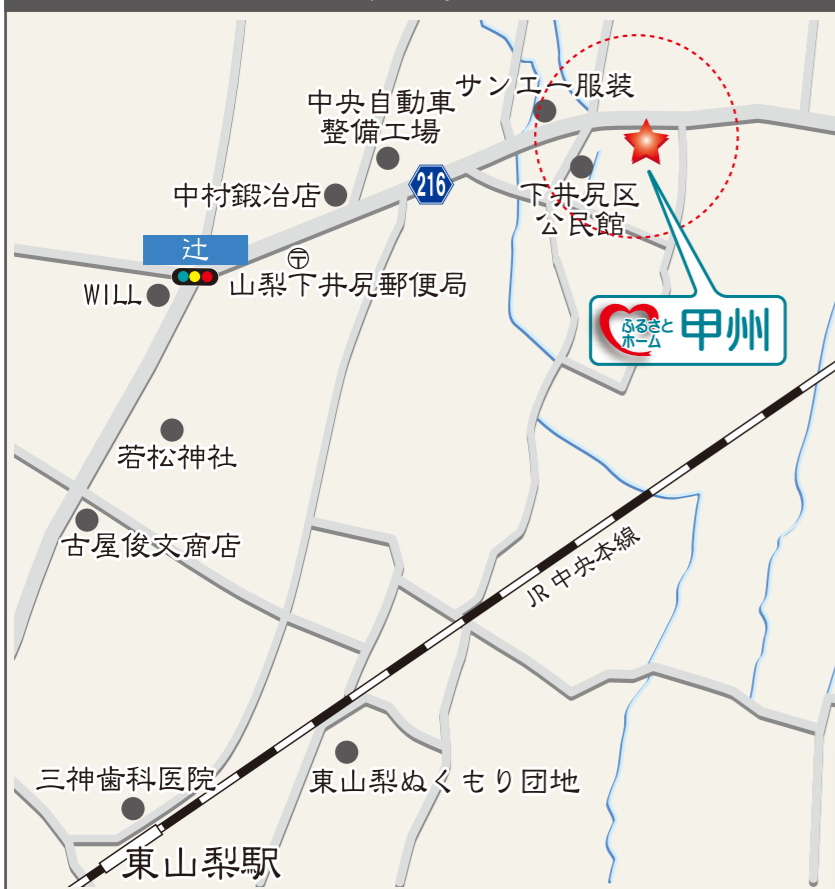 サンエー服装
中央自動車
整備工場
216
中村鍛冶店
下井尻区
公民館
辻
〒
山梨下井尻郵便局
WILL
ふるさと
ホーム
甲州
若松神社
古屋俊文商店
JR 中央本線
三神歯科医院
東山梨ぬくもり団地
東山梨駅